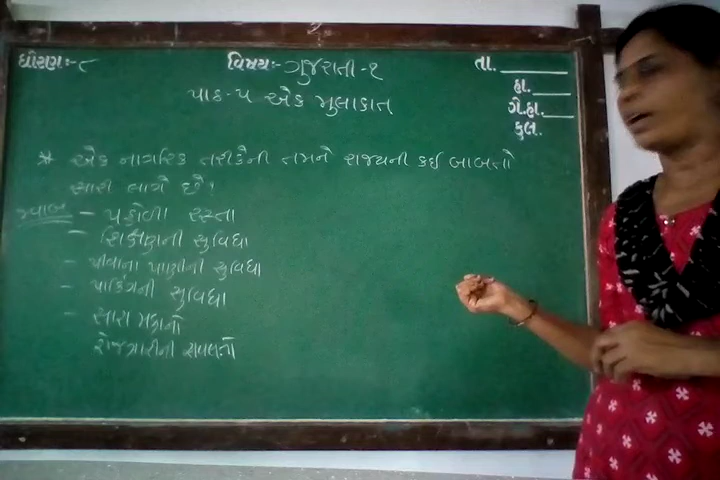 ધોરણઃ- ૮
વિષયઃ- ગુજરાતી - ૨
તા.
પાઠ - ૫ એક મુલાકાત
હા.
ગે.હા.
કુલ.
* એક નાગરિક તરીકેની તમને રાજ્યની કઈ બાબતો
સારી લાગે છે ?
જવાબ - પહોળા રસ્તા
- શિક્ષણની સુવિધા
- પીવાના પાણીની સુવિધા
- પાર્કિંગની સુવિધા
- સારા મકાનો
રોજગારીની સવલતો